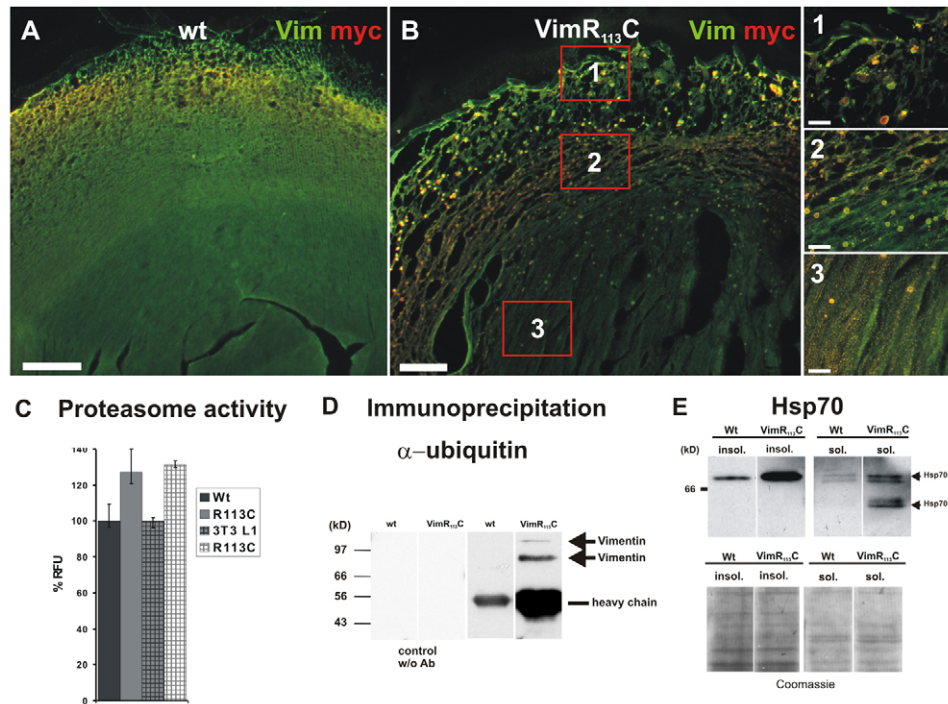 A wt Vim myc
B VimR113C Vim myc
1
2
3
1
2
3
C Proteasome activity
140
120
100
80
60
40
20
0
% RFU
Wt
R113C
3T3 L1
R113C
D Immunoprecipitation
α-ubiquitin
(kD) wt VimR113C wt VimR113C
97
66
56
43
Vimentin
Vimentin
heavy chain
control
w/o Ab
E Hsp70
Wt VimR113C Wt VimR113C
(kD) insol. insol. sol. sol.
66
Hsp70
Hsp70
Wt VimR113C Wt VimR113C
insol. insol. sol. sol.
Coomassie